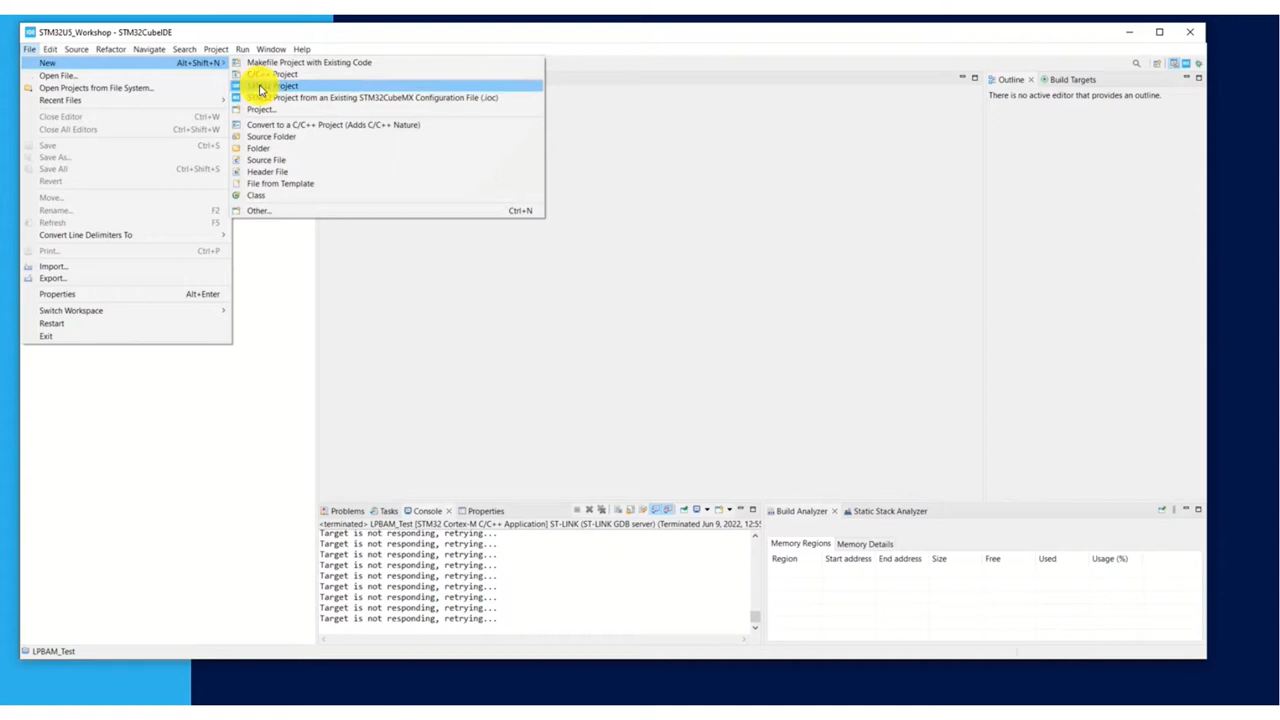 STM32U5_Workshop - STM32CubeIDE
File Edit Source Refactor Navigate Search Project Run Window Help
New Alt+Shift+N >
Open File...
Open Projects from File System...
Recent Files >
Close Editor Ctrl+W
Close All Editors Ctrl+Shift+W
Save Ctrl+S
Save As...
Save All Ctrl+Shift+S
Revert
Move...
Rename... F2
Refresh F5
Convert Line Delimiters To >
Print... Ctrl+P
Import...
Export...
Properties Alt+Enter
Switch Workspace >
Restart
Exit
Makefile Project with Existing Code
C/C++ Project
Project
Project from an Existing STM32CubeMX Configuration File (.ioc)
Project...
Convert to a C/C++ Project (Adds C/C++ Nature)
Source Folder
Folder
Source File
Header File
File from Template
Class
Other... Ctrl+N
Outline Build Targets
There is no active editor that provides an outline.
Problems Tasks Console Properties
<terminated> LPBAM_Test [STM32 Cortex-M C/C++ Application] ST-LINK (ST-LINK GDB server) (Terminated Jun 9, 2022, 12:5
Target is not responding, retrying...
Target is not responding, retrying...
Target is not responding, retrying...
Target is not responding, retrying...
Target is not responding, retrying...
Target is not responding, retrying...
Target is not responding, retrying...
Target is not responding, retrying...
Target is not responding, retrying...
Build Analyzer Static Stack Analyzer
Memory Regions Memory Details
Region Start address End address Size Free Used Usage (%)
LPBAM_Test